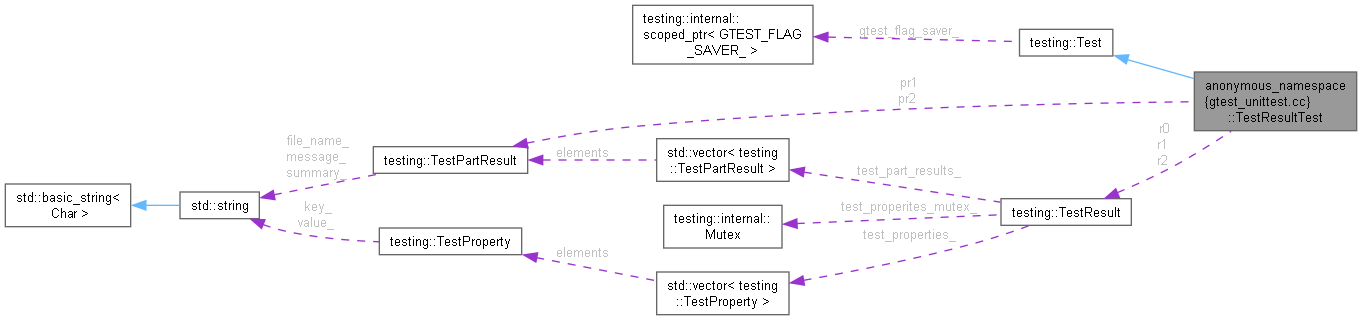 testing::internal::
scoped_ptr< GTEST_FLAG
_SAVER_ >
gtest_flag_saver_
testing::Test
anonymous_namespace
{gtest_unittest.cc}
::TestResultTest
pr1
pr2
r0
r1
r2
file_name_
message_
summary_
testing::TestPartResult
elements
std::vector< testing
::TestPartResult >
test_part_results_
std::basic_string<
Char >
std::string
testing::internal::
Mutex
test_properites_mutex_
testing::TestResult
key_
value_
testing::TestProperty
elements
std::vector< testing
::TestProperty >
test_properties_